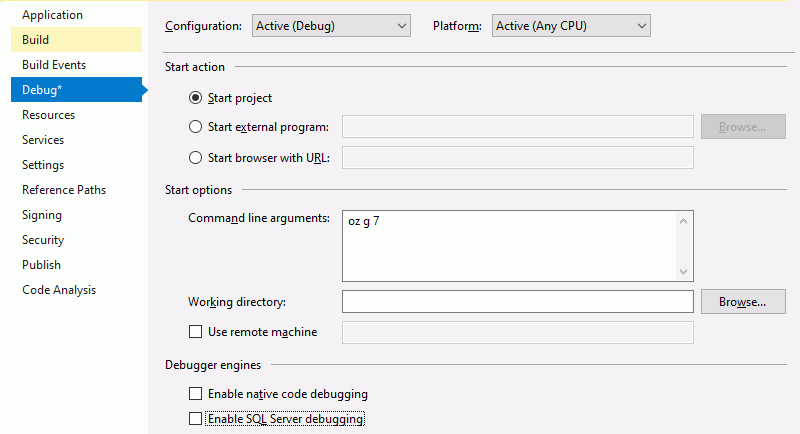 Application
Build
Build Events
Debug*
Resources
Services
Settings
Reference Paths
Signing
Security
Publish
Code Analysis
Configuration: Active (Debug) Platform: Active (Any CPU)
Start action
Start project
Start external program: Browse...
Start browser with URL:
Start options
Command line arguments: oz g 7
Working directory: Browse...
Use remote machine
Debugger engines
Enable native code debugging
Enable SQL Server debugging